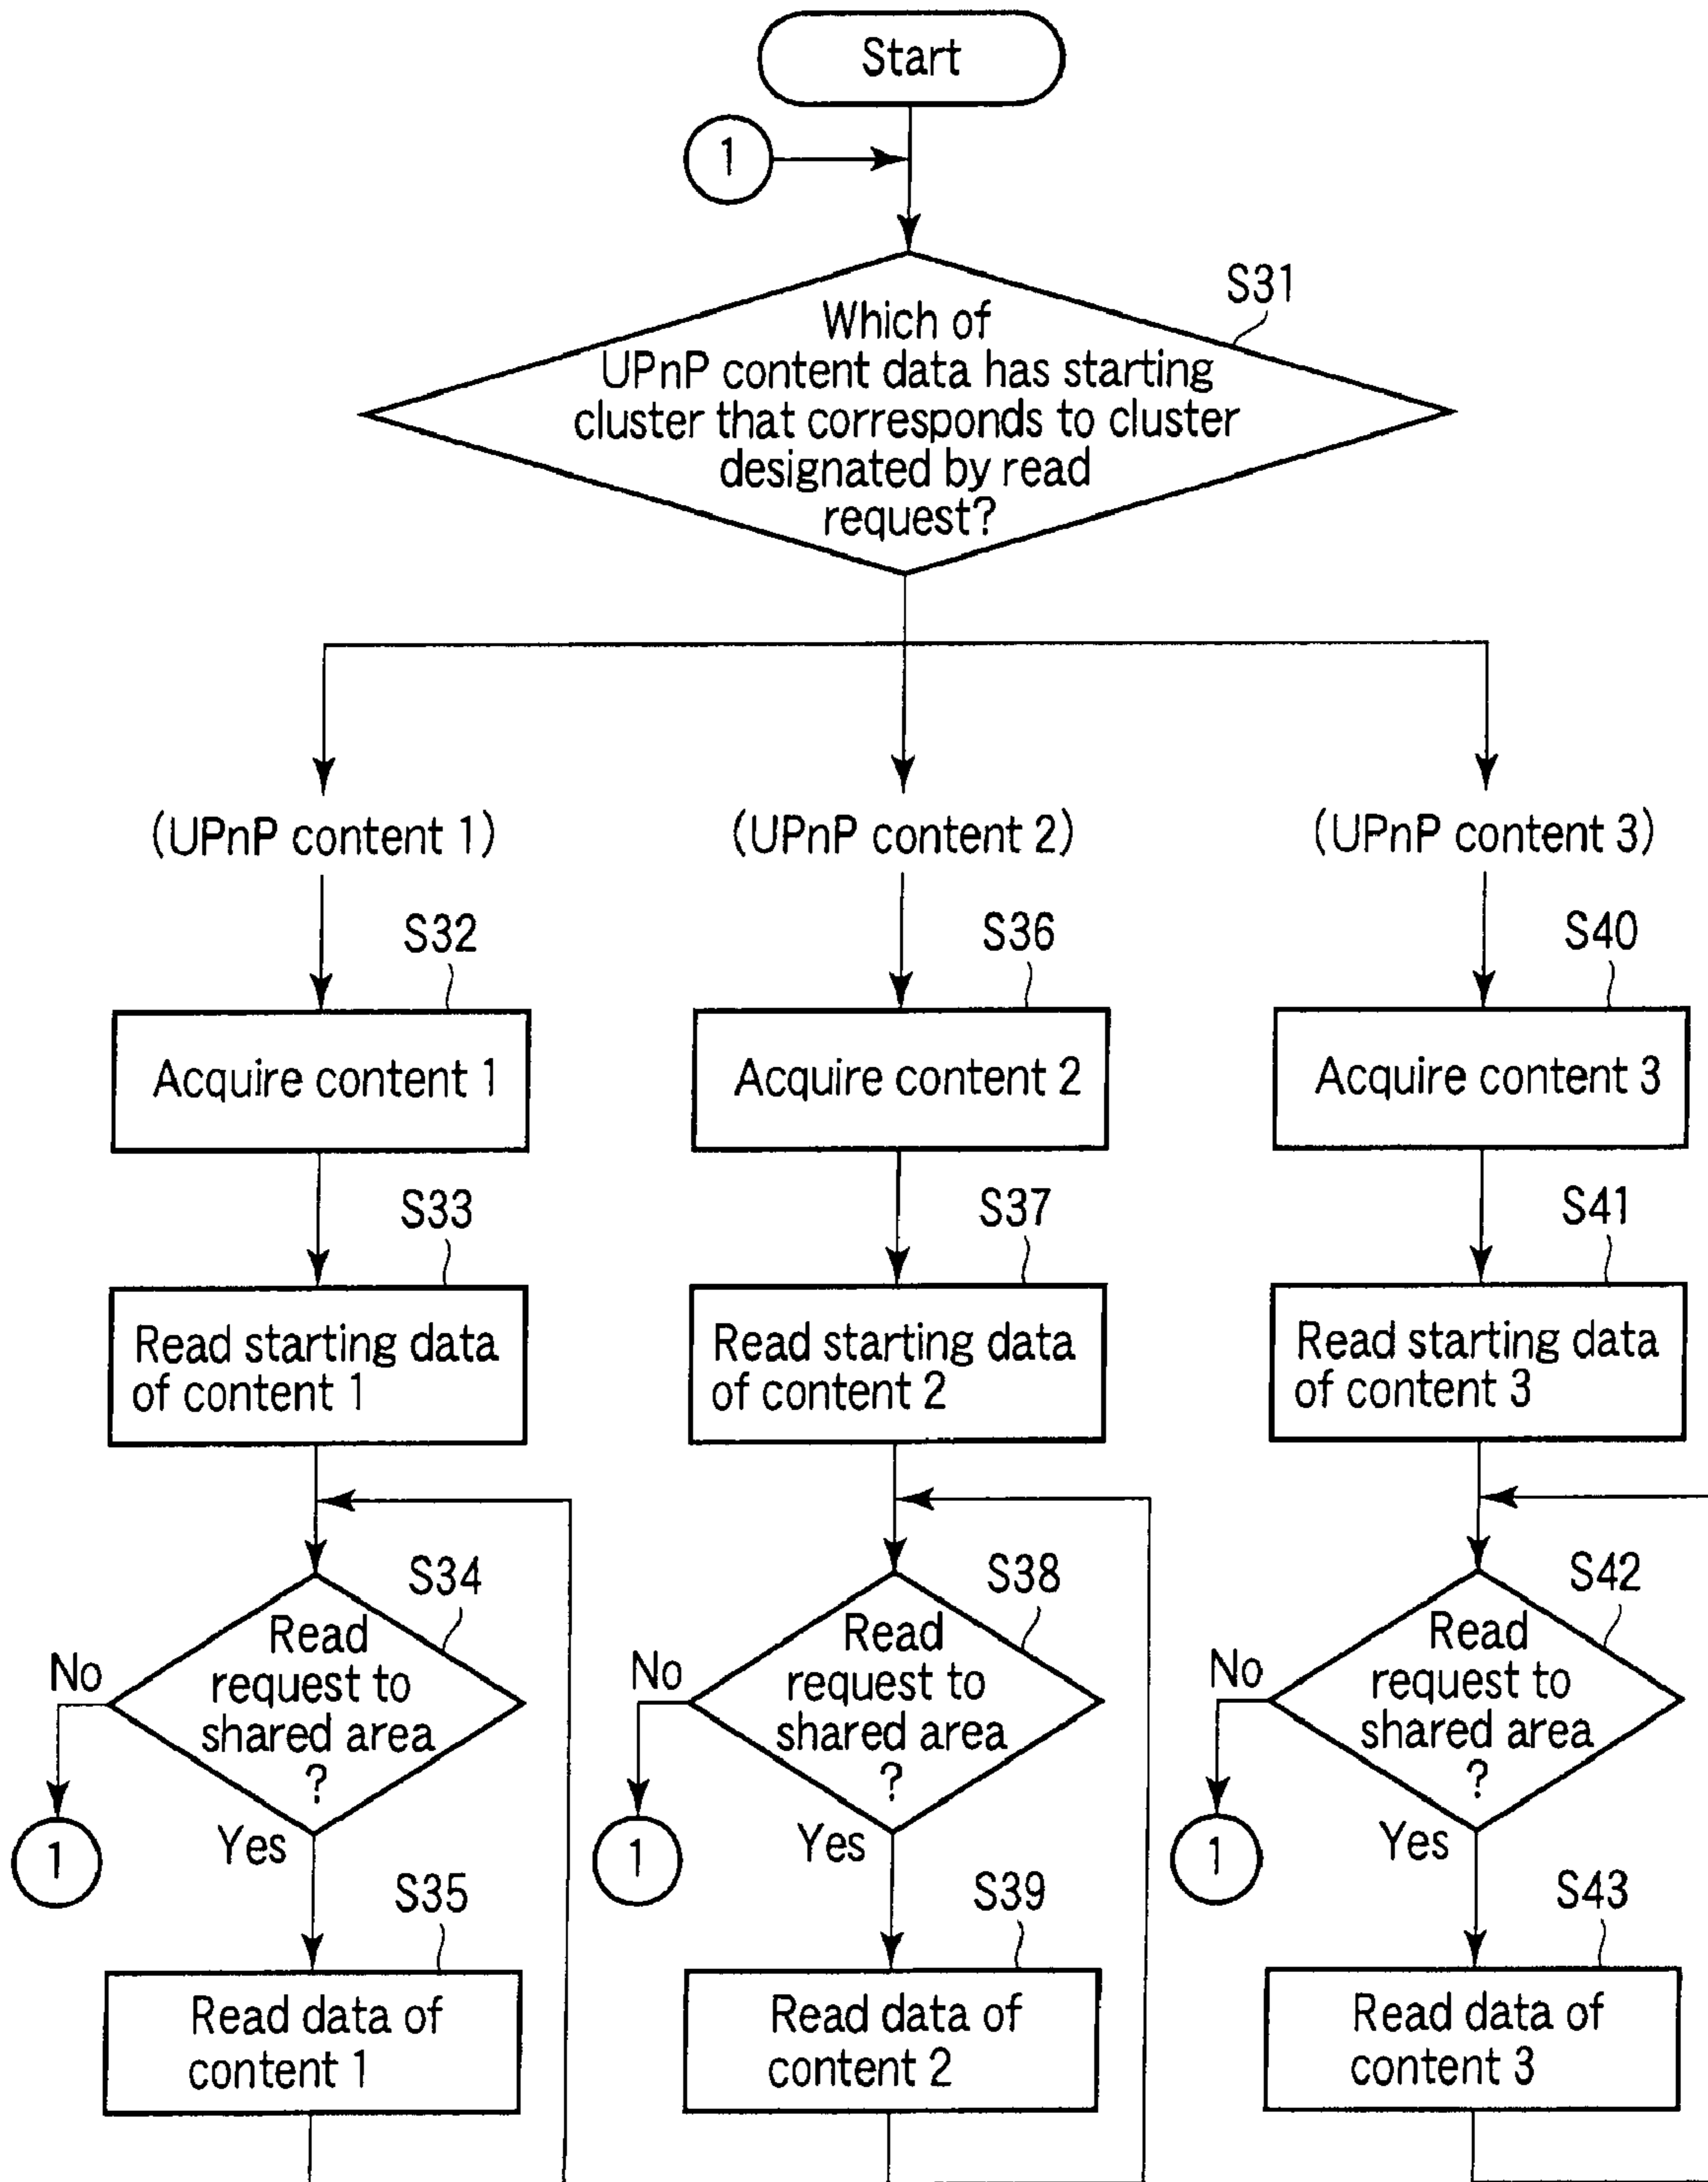 Start
1
S31
Which of
UPnP content data has starting
cluster that corresponds to cluster
designated by read
request?
(UPnP content 1)
(UPnP content 2)
(UPnP content 3)
S32
S36
S40
Acquire content 1
Acquire content 2
Acquire content 3
S33
S37
S41
Read starting data
of content 1
Read starting data
of content 2
Read starting data
of content 3
S34
Read
request to
shared area
?
No
Yes
1
S38
Read
request to
shared area
?
No
Yes
1
S42
Read
request to
shared area
?
No
Yes
1
S35
S39
S43
Read data of
content 1
Read data of
content 2
Read data of
content 3